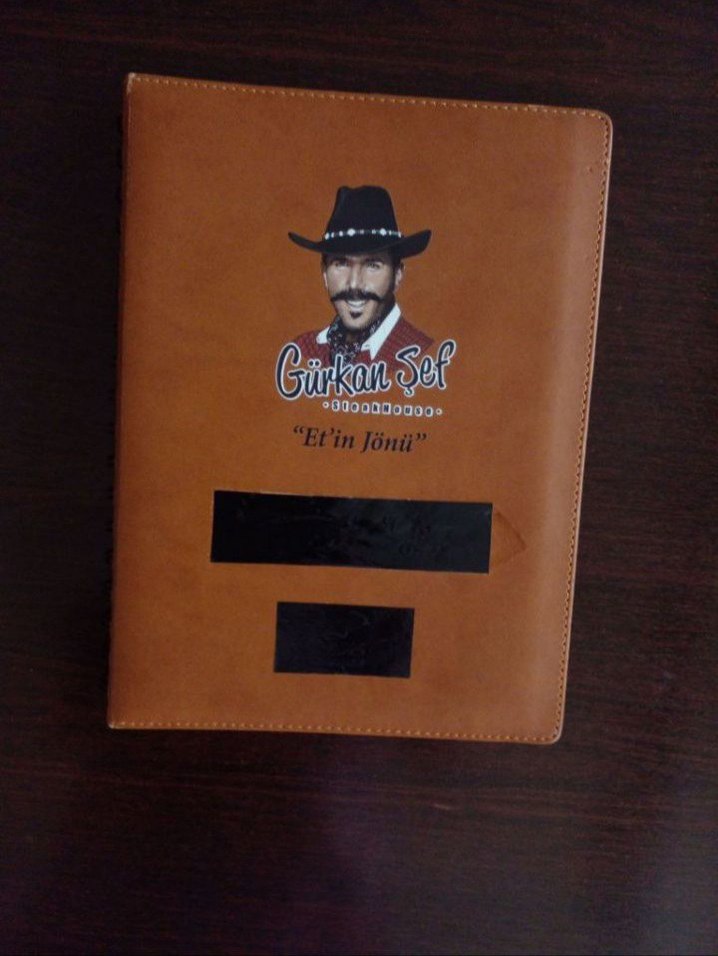 Gürkan Şef
•SteakHouse•
“Et’in Jönü”